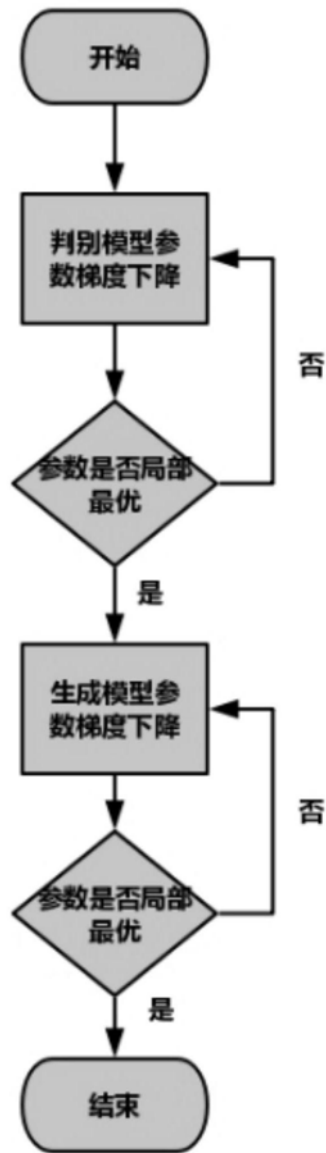 开始
判别模型参
数梯度下降
否
参数是否局部
最优
是
生成模型参
数梯度下降
否
参数是否局部
最优
是
结束